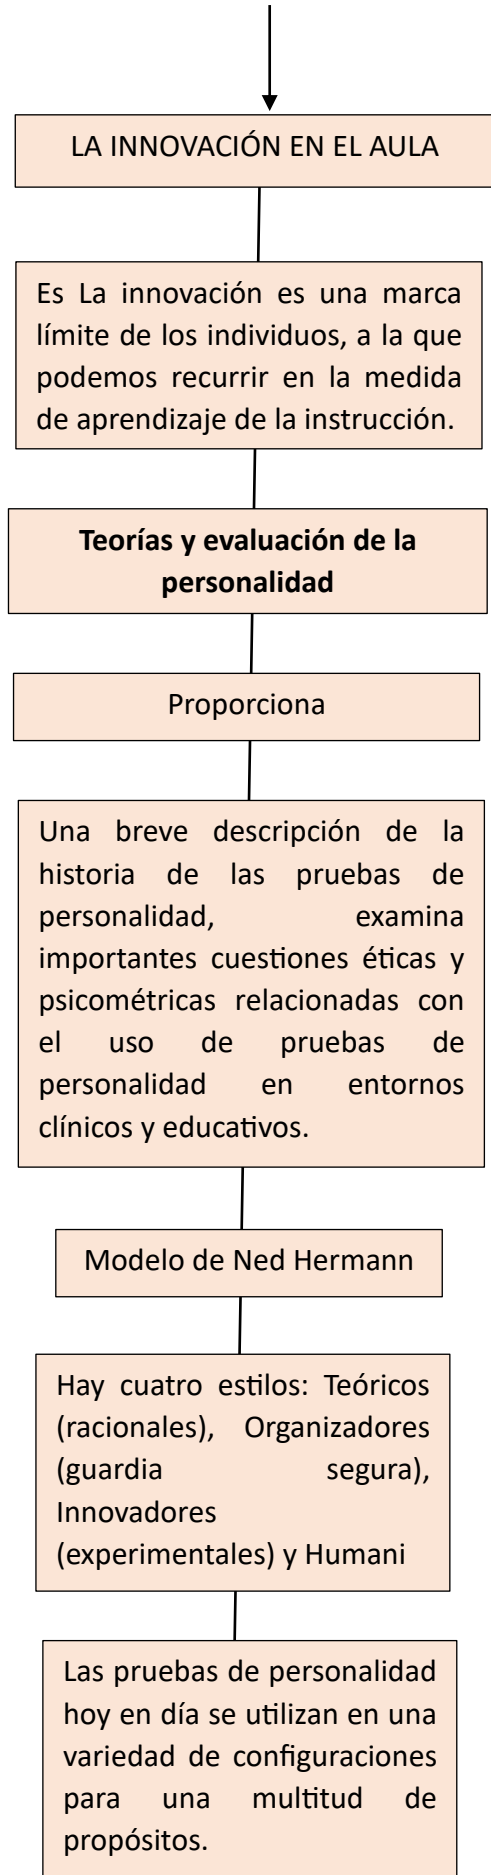 LA INNOVACIÓN EN EL AULA
Es La innovación es una marca
límite de los individuos, a la que
podemos recurrir en la medida
de aprendizaje de la instrucción.
Teorías y evaluación de la
personalidad
Proporciona
Una breve descripción de la
historia de las pruebas de
personalidad, examina
importantes cuestiones éticas y
psicométricas relacionadas con
el uso de pruebas de
personalidad en entornos
clínicos y educativos.
Modelo de Ned Hermann
Hay cuatro estilos: Teóricos
(racionales), Organizadores
(guardia segura),
Innovadores
(experimentales) y Humani
Las pruebas de personalidad
hoy en día se utilizan en una
variedad de configuraciones
para una multitud de
propósitos.